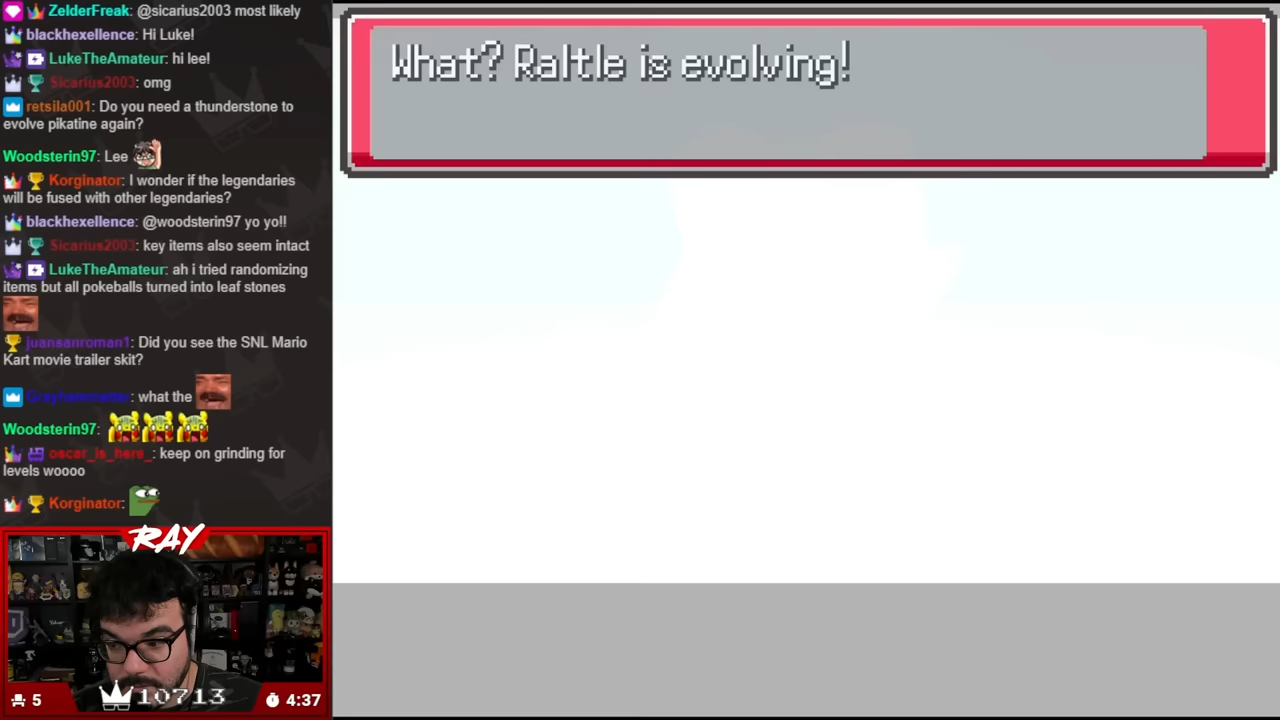 ZelderFreak: @sicarius2003 most likely
blackhexellence: Hi Luke!
LukeTheAmateur: hi lee!
Sicarius2003: omg
retsila001: Do you need a thunderstone to
evolve pikatine again?
Woodsterin97: Lee
Korginator: I wonder if the legendaries
will be fused with other legendaries?
blackhexellence: @woodsterin97 yo yo!!
Sicarius2003: key items also seem intact
LukeTheAmateur: ah i tried randomizing
items but all pokeballs turned into leaf stones
juansanroman1: Did you see the SNL Mario
Kart movie trailer skit?
: what the
Woodsterin97:
oscar_is_here_: keep on grinding for
levels woooo
Korginator:
RAY
5
10713
4:37
What? Raltle is evolving!